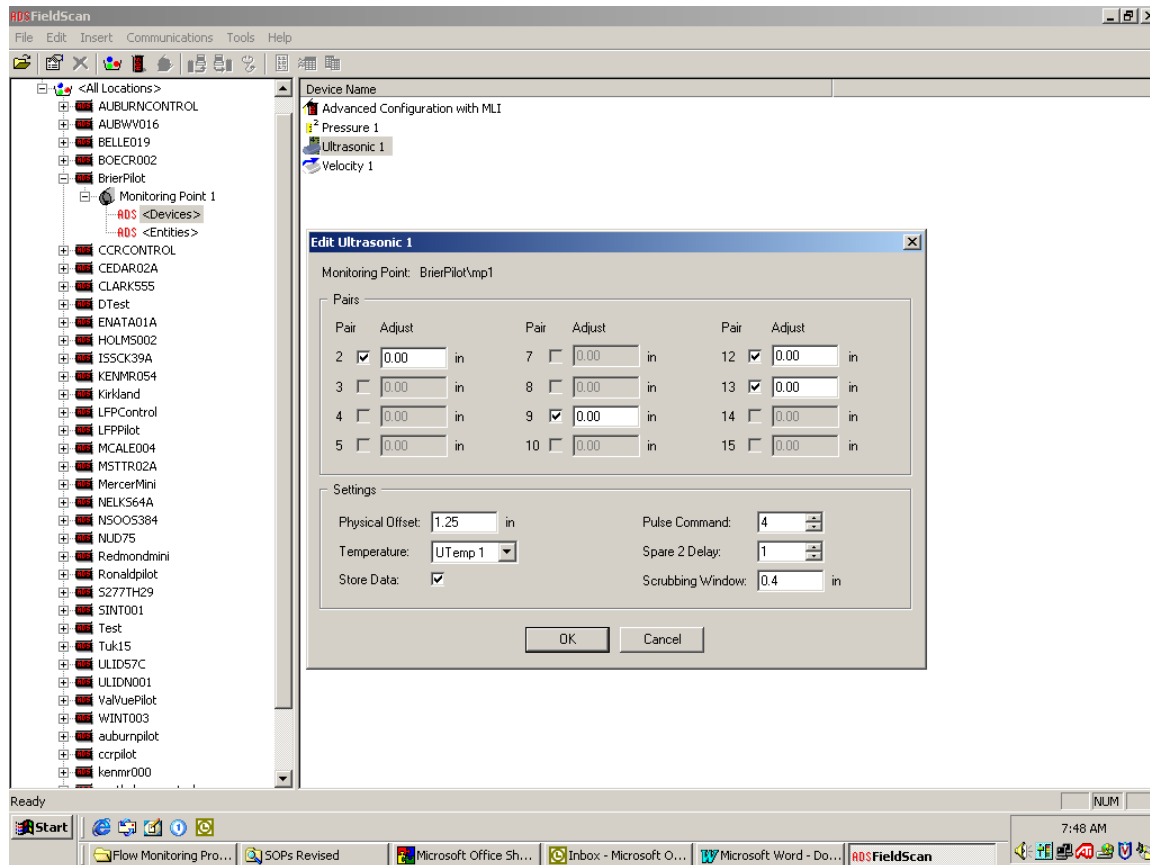 ADSFieldScan
File Edit Insert Communications Tools Help
<All Locations>
AUBURNCONTROL
AUBWV016
BELLE019
BOECR002
BrierPilot
Monitoring Point 1
ADS <Devices>
ADS <Entities>
CCRCONTROL
CEDAR02A
CLARK555
DTest
ENATA01A
HOLMS002
ISSCK39A
KENMR054
Kirkland
LFPControl
LFPPilot
MCALE004
MSTTR02A
MercerMini
NELKS64A
NSOOS384
NUD75
Redmondmini
Ronaldpilot
S277TH29
SINT001
Test
Tuk15
ULID57C
ULIDN001
ValVuePilot
WINT003
auburnpilot
ccrpilot
kenmr000
Device Name
Advanced Configuration with MLI
Pressure 1
Ultrasonic 1
Velocity 1
Edit Ultrasonic 1
Monitoring Point: BrierPilot\mp1
Pairs
Pair Adjust Pair Adjust Pair Adjust
2 0.00 in 7 0.00 in 12 0.00 in
3 0.00 in 8 0.00 in 13 0.00 in
4 0.00 in 9 0.00 in 14 0.00 in
5 0.00 in 10 0.00 in 15 0.00 in
Settings
Physical Offset: 1.25 in Pulse Command: 4
Temperature: UTemp 1 Spare 2 Delay: 1
Store Data: Scrubbing Window: 0.4 in
OK Cancel
Ready NUM
Start 7:48 AM
Flow Monitoring Pro... SOPs Revised Microsoft Office Sh... Inbox - Microsoft O... Microsoft Word - Do... ADSFieldScan